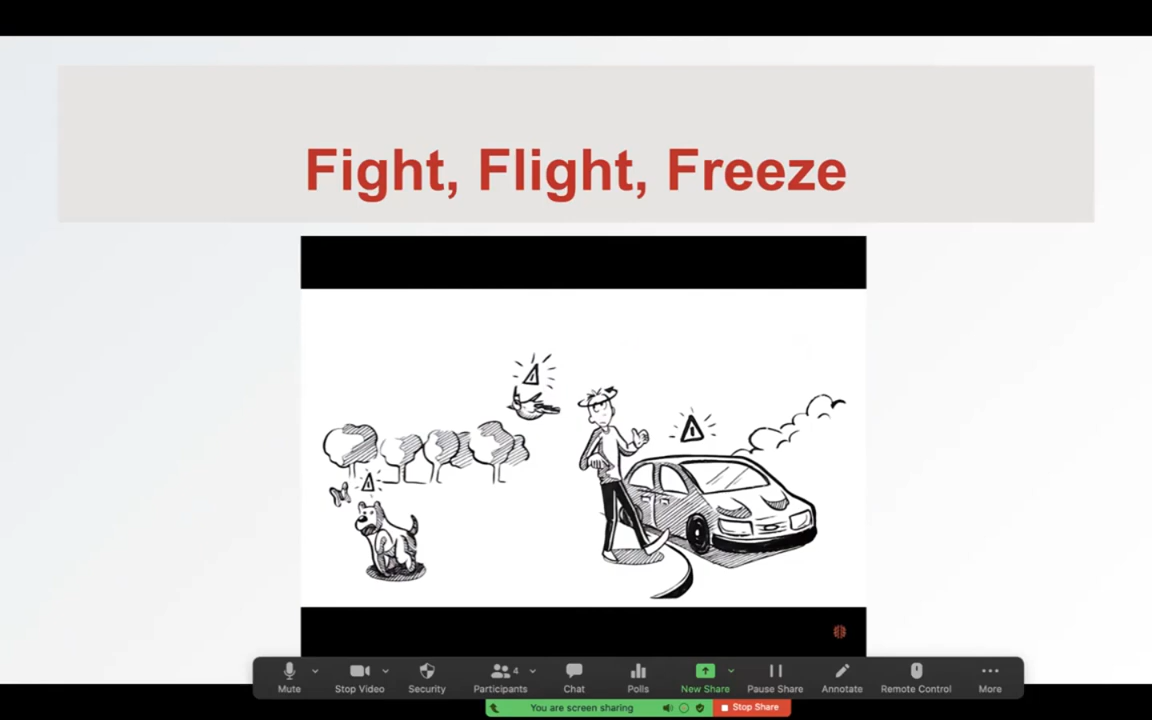 Fight, Flight, Freeze
Mute
Stop Video
Security
Participants 4
Chat
Polls
New Share
Pause Share
Annotate
Remote Control
More
You are screen sharing
Stop Share